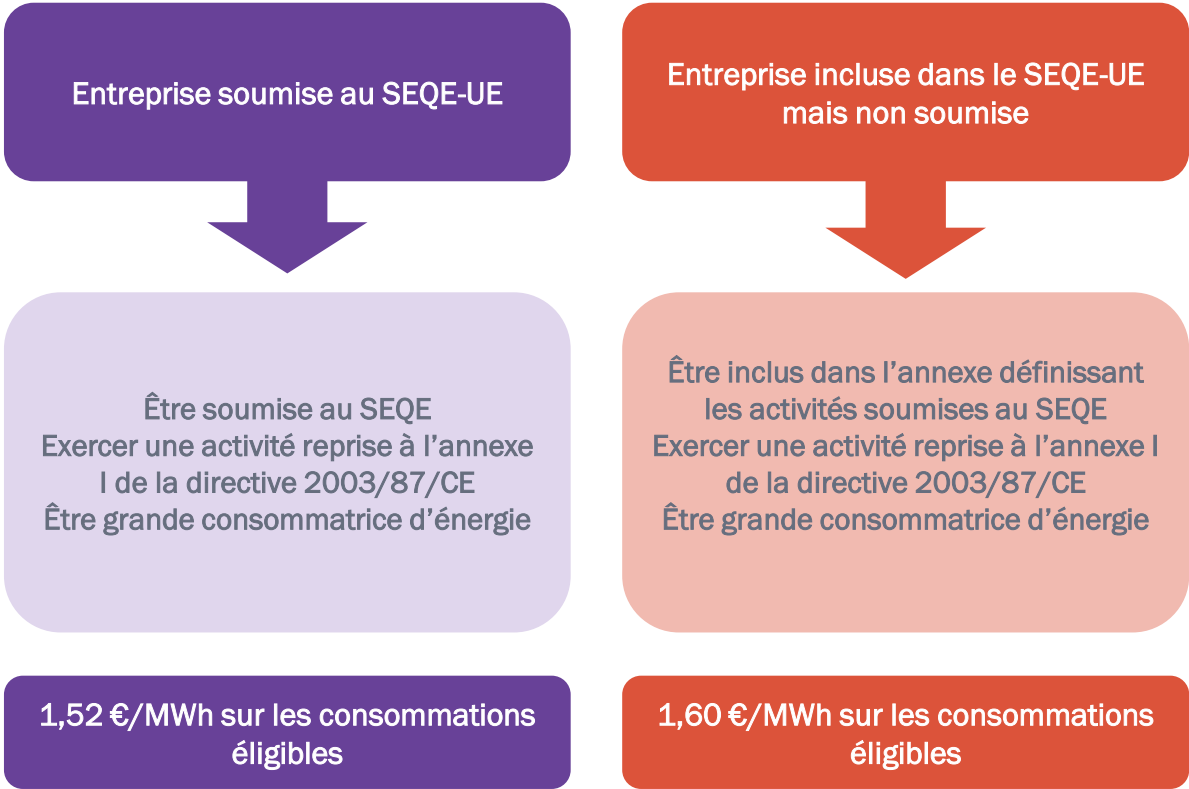 Entreprise soumise au SEQE-UE
Être soumise au SEQE
Exercer une activité reprise à l’annexe
I de la directive 2003/87/CE
Être grande consommatrice d’énergie
1,52 €/MWh sur les consommations
éligibles
Entreprise incluse dans le SEQE-UE
mais non soumise
Être inclus dans l’annexe définissant
les activités soumises au SEQE
Exercer une activité reprise à l’annexe I
de la directive 2003/87/CE
Être grande consommatrice d’énergie
1,60 €/MWh sur les consommations
éligibles